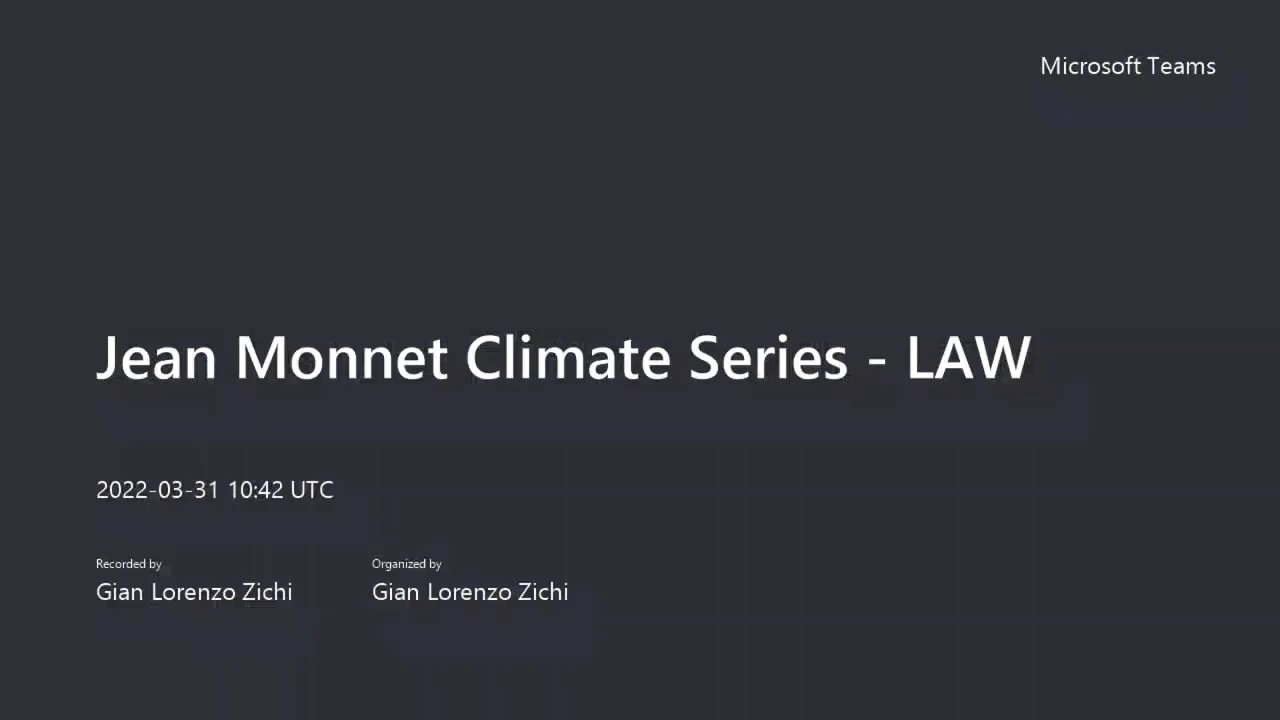 Microsoft Teams
Jean Monnet Climate Series - LAW
2022-03-31 10:42 UTC
Recorded by
Organized by
Gian Lorenzo Zichi
Gian Lorenzo Zichi